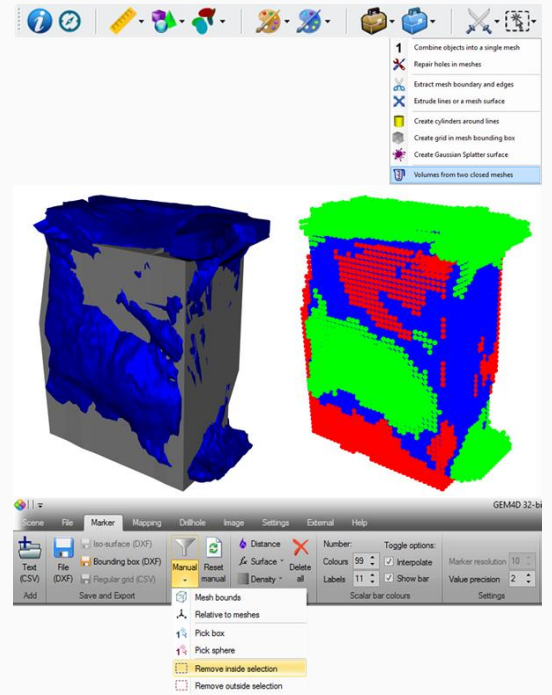 1 Combine objects into a single mesh
Repair holes in meshes
Extract mesh boundary and edges
Extrude lines or a mesh surface
Create cylinders around lines
Create grid in mesh bounding box
Create Gaussian Splatter surface
Volumes from two closed meshes
GEM4D 32-bi
Scene File Marker Mapping Drillhole Image Settings External Help
Iso-surface (DXF) Distance Number: Toggle options:
Bounding box (DXF) fx Surface Colours 99 Interpolate Marker resolution 10
Text File Manual Reset Delete
(CSV) (DXF) Regular grid (CSV) manual Density all Labels 11 Show bar Value precision 2
Add Save and Export Scalar bar colours Settings
Mesh bounds
Relative to meshes
1 Pick box
1 Pick sphere
Remove inside selection
Remove outside selection